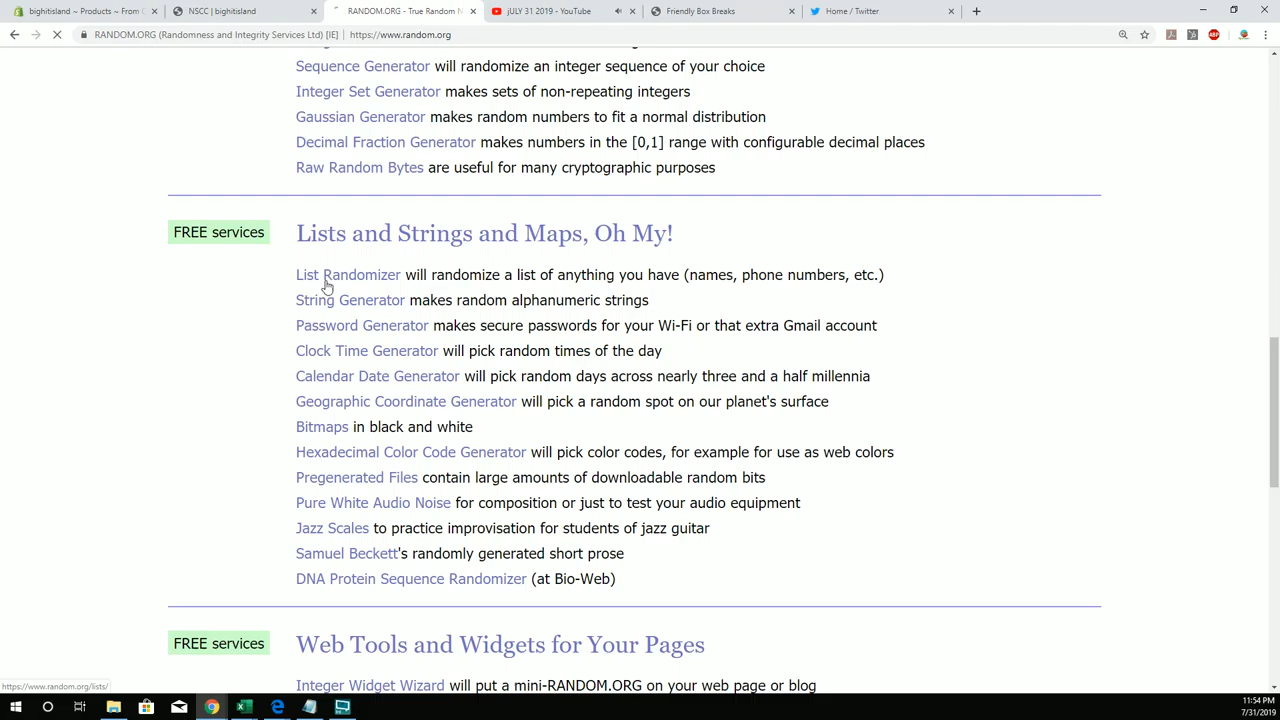 bighitisland ~ Products ~ From C
NSCC | bighitisland
RANDOM.ORG - True Random N
jULY 31 2019 - YouTube
Friendly Box Breaks
Home / Twitter
RANDOM.ORG (Randomness and Integrity Services Ltd) [IE] | https://www.random.org
Sequence Generator will randomize an integer sequence of your choice
Integer Set Generator makes sets of non-repeating integers
Gaussian Generator makes random numbers to fit a normal distribution
Decimal Fraction Generator makes numbers in the [0,1] range with configurable decimal places
Raw Random Bytes are useful for many cryptographic purposes
FREE services
Lists and Strings and Maps, Oh My!
List Randomizer will randomize a list of anything you have (names, phone numbers, etc.)
String Generator makes random alphanumeric strings
Password Generator makes secure passwords for your Wi-Fi or that extra Gmail account
Clock Time Generator will pick random times of the day
Calendar Date Generator will pick random days across nearly three and a half millennia
Geographic Coordinate Generator will pick a random spot on our planet's surface
Bitmaps in black and white
Hexadecimal Color Code Generator will pick color codes, for example for use as web colors
Pregenerated Files contain large amounts of downloadable random bits
Pure White Audio Noise for composition or just to test your audio equipment
Jazz Scales to practice improvisation for students of jazz guitar
Samuel Beckett's randomly generated short prose
DNA Protein Sequence Randomizer (at Bio-Web)
FREE services
Web Tools and Widgets for Your Pages
Integer Widget Wizard will put a mini-RANDOM.ORG on your web page or blog
https://www.random.org/lists/
11:54 PM
7/31/2019